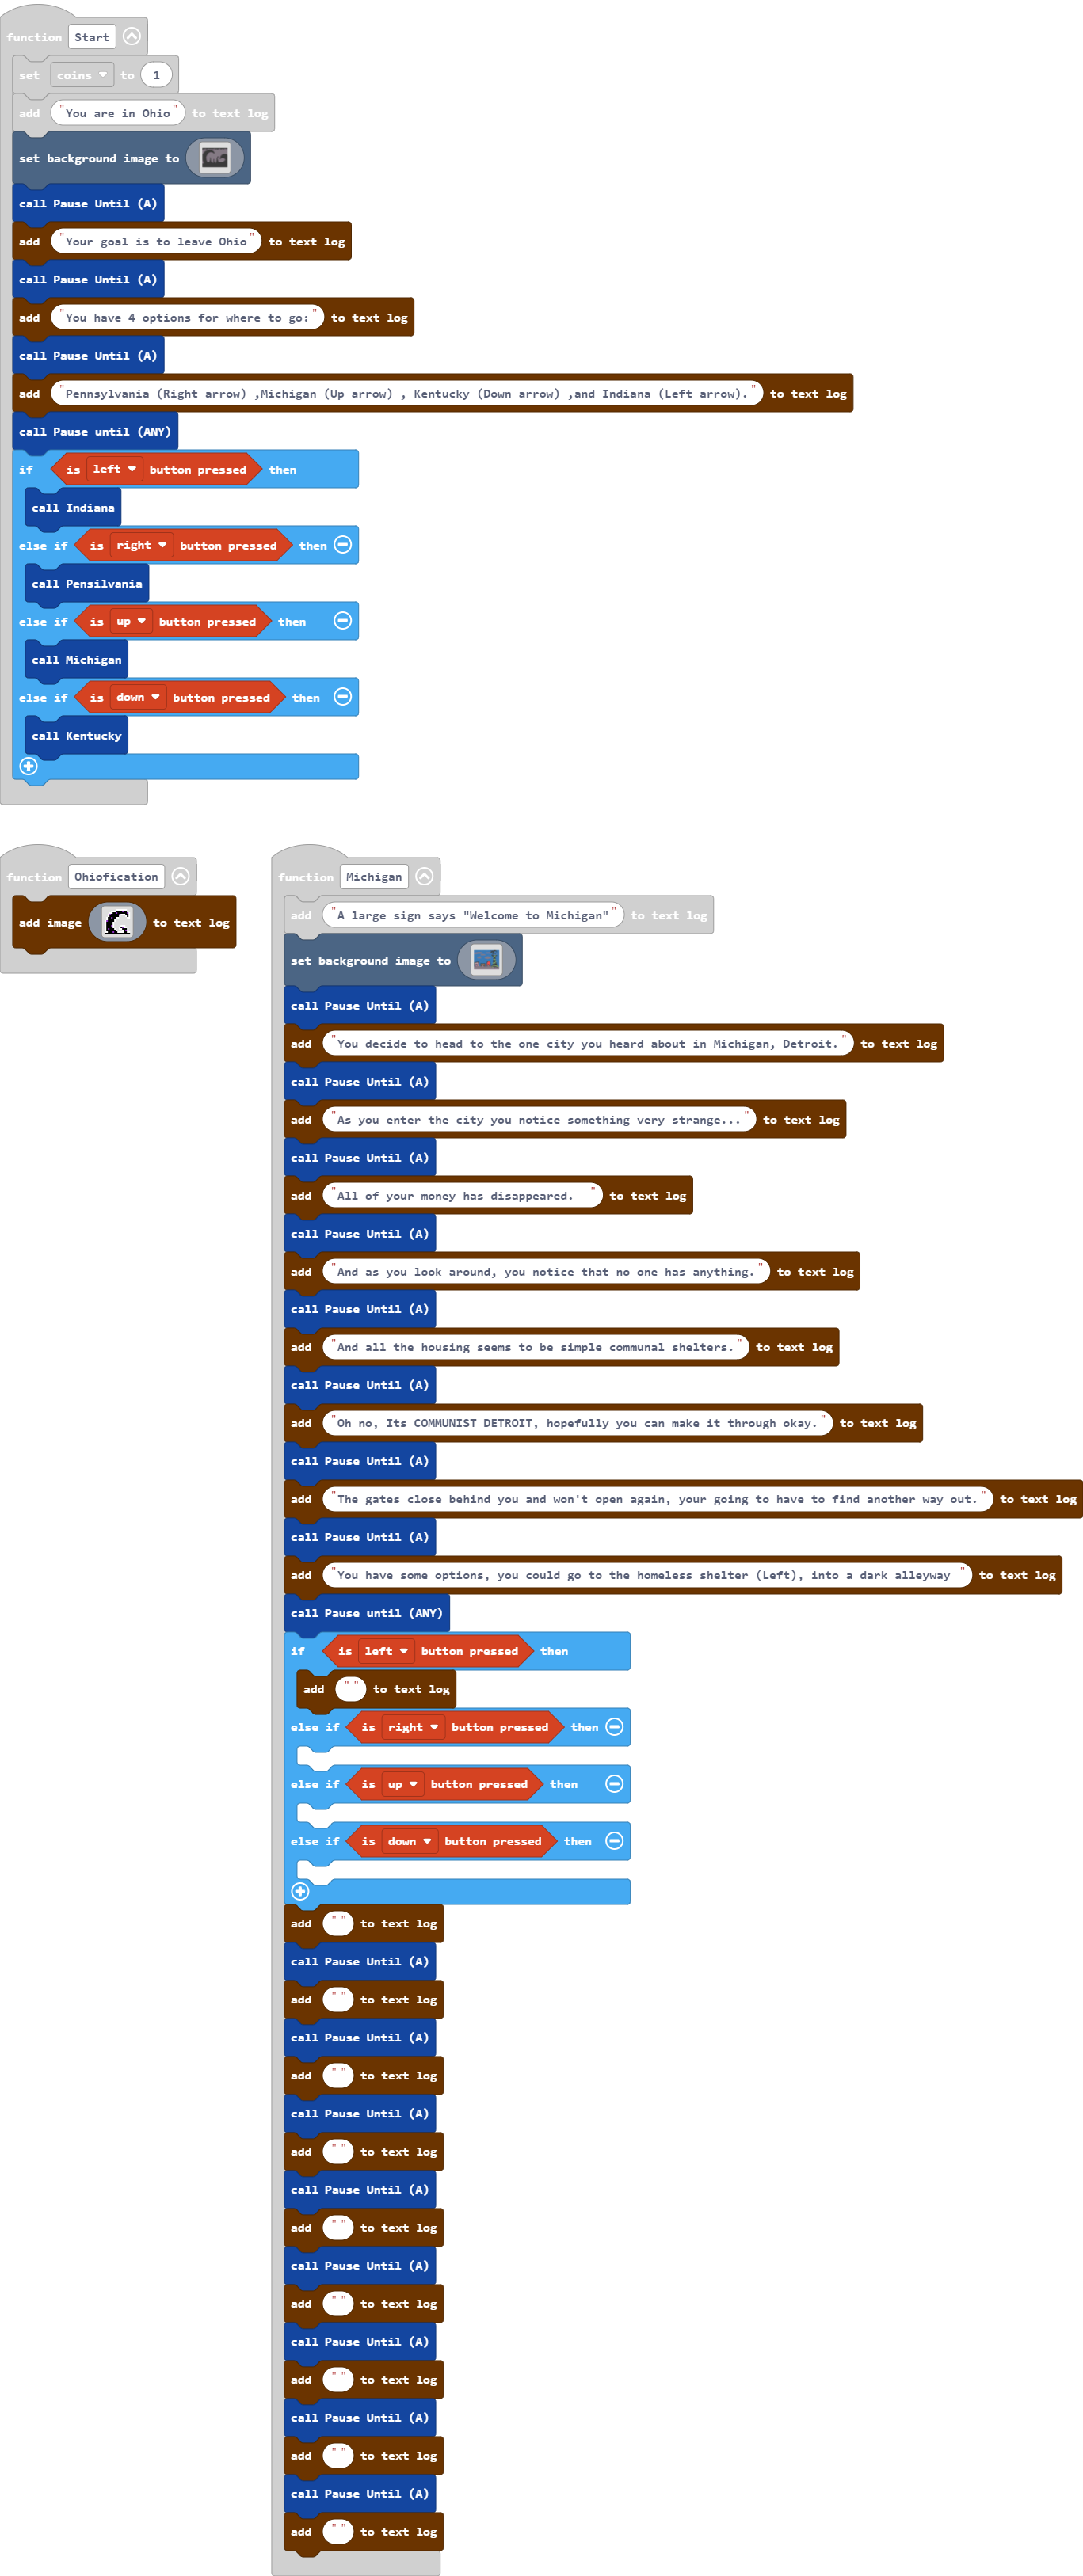 function Start
set coins to 1
add "You are in Ohio" to text log
set background image to
call Pause Until (A)
add "Your goal is to leave Ohio" to text log
call Pause Until (A)
add "You have 4 options for where to go:" to text log
call Pause Until (A)
add "Pennsylvania (Right arrow) ,Michigan (Up arrow) , Kentucky (Down arrow) ,and Indiana (Left arrow)." to text log
call Pause until (ANY)
if is left button pressed then
call Indiana
else if is right button pressed then
call Pensilvania
else if is up button pressed then
call Michigan
else if is down button pressed then
call Kentucky
function Ohiofication
add image to text log
function Michigan
add "A large sign says "Welcome to Michigan"" to text log
set background image to
call Pause Until (A)
add "You decide to head to the one city you heard about in Michigan, Detroit." to text log
call Pause Until (A)
add "As you enter the city you notice something very strange..." to text log
call Pause Until (A)
add "All of your money has disappeared. " to text log
call Pause Until (A)
add "And as you look around, you notice that no one has anything." to text log
call Pause Until (A)
add "And all the housing seems to be simple communal shelters." to text log
call Pause Until (A)
add "Oh no, Its COMMUNIST DETROIT, hopefully you can make it through okay." to text log
call Pause Until (A)
add "The gates close behind you and won't open again, your going to have to find another way out." to text log
call Pause Until (A)
add "You have some options, you could go to the homeless shelter (Left), into a dark alleyway " to text log
call Pause until (ANY)
if is left button pressed then
add "" to text log
else if is right button pressed then
else if is up button pressed then
else if is down button pressed then
add "" to text log
call Pause Until (A)
add "" to text log
call Pause Until (A)
add "" to text log
call Pause Until (A)
add "" to text log
call Pause Until (A)
add "" to text log
call Pause Until (A)
add "" to text log
call Pause Until (A)
add "" to text log
call Pause Until (A)
add "" to text log
call Pause Until (A)
add "" to text log